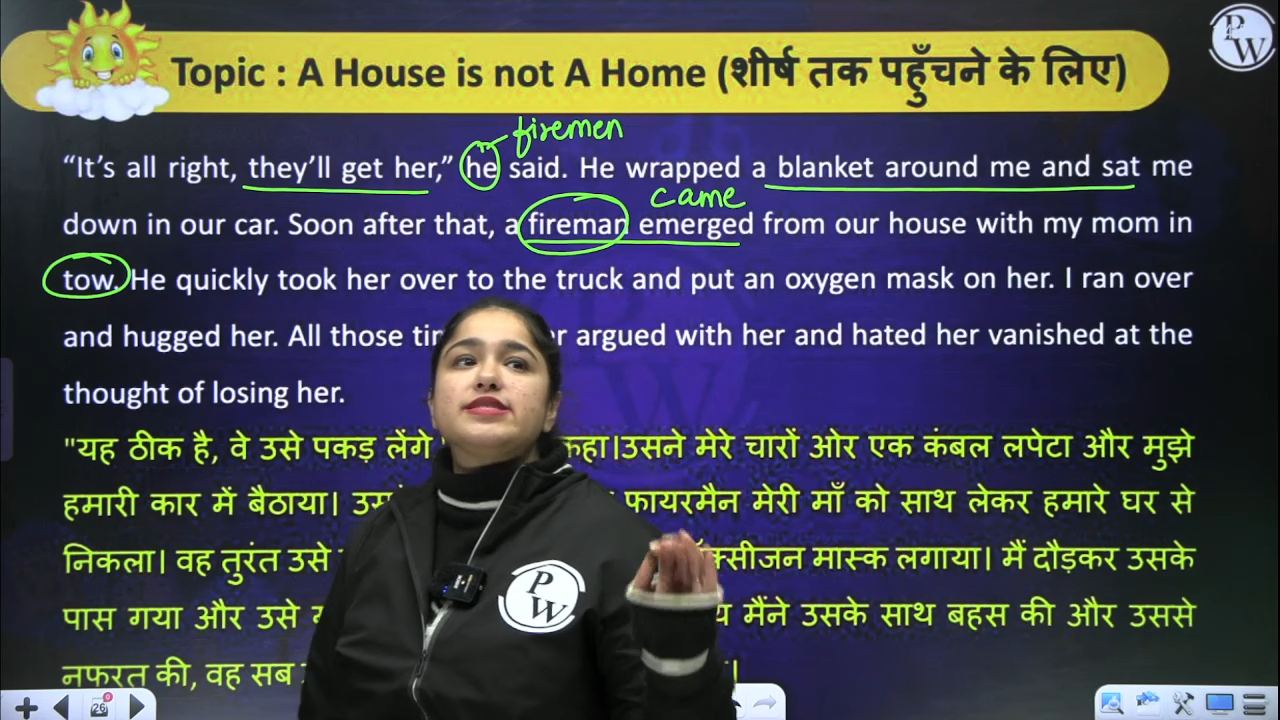 Topic : A House is not A Home (शीर्ष तक पहुँचने के लिए)
PW
firemen
“It’s all right, they’ll get her,” he said. He wrapped a blanket around me and sat me
came
down in our car. Soon after that, a fireman emerged from our house with my mom in
tow. He quickly took her over to the truck and put an oxygen mask on her. I ran over
and hugged her. All those argued with her and hated her vanished at the
thought of losing her.
"यह ठीक है, वे उसे पकड़ लेंगे कहा।उसने मेरे चारों ओर एक कंबल लपेटा और मुझे
हमारी कार में बैठाया। फायरमैन मेरी माँ को साथ लेकर हमारे घर से
निकला। वह तुरंत उसे मास्क लगाया। मैं दौड़कर उसके
पास गया और उसे मैंने उसके साथ बहस की और उससे
नफरत की, वह सब
PW
26